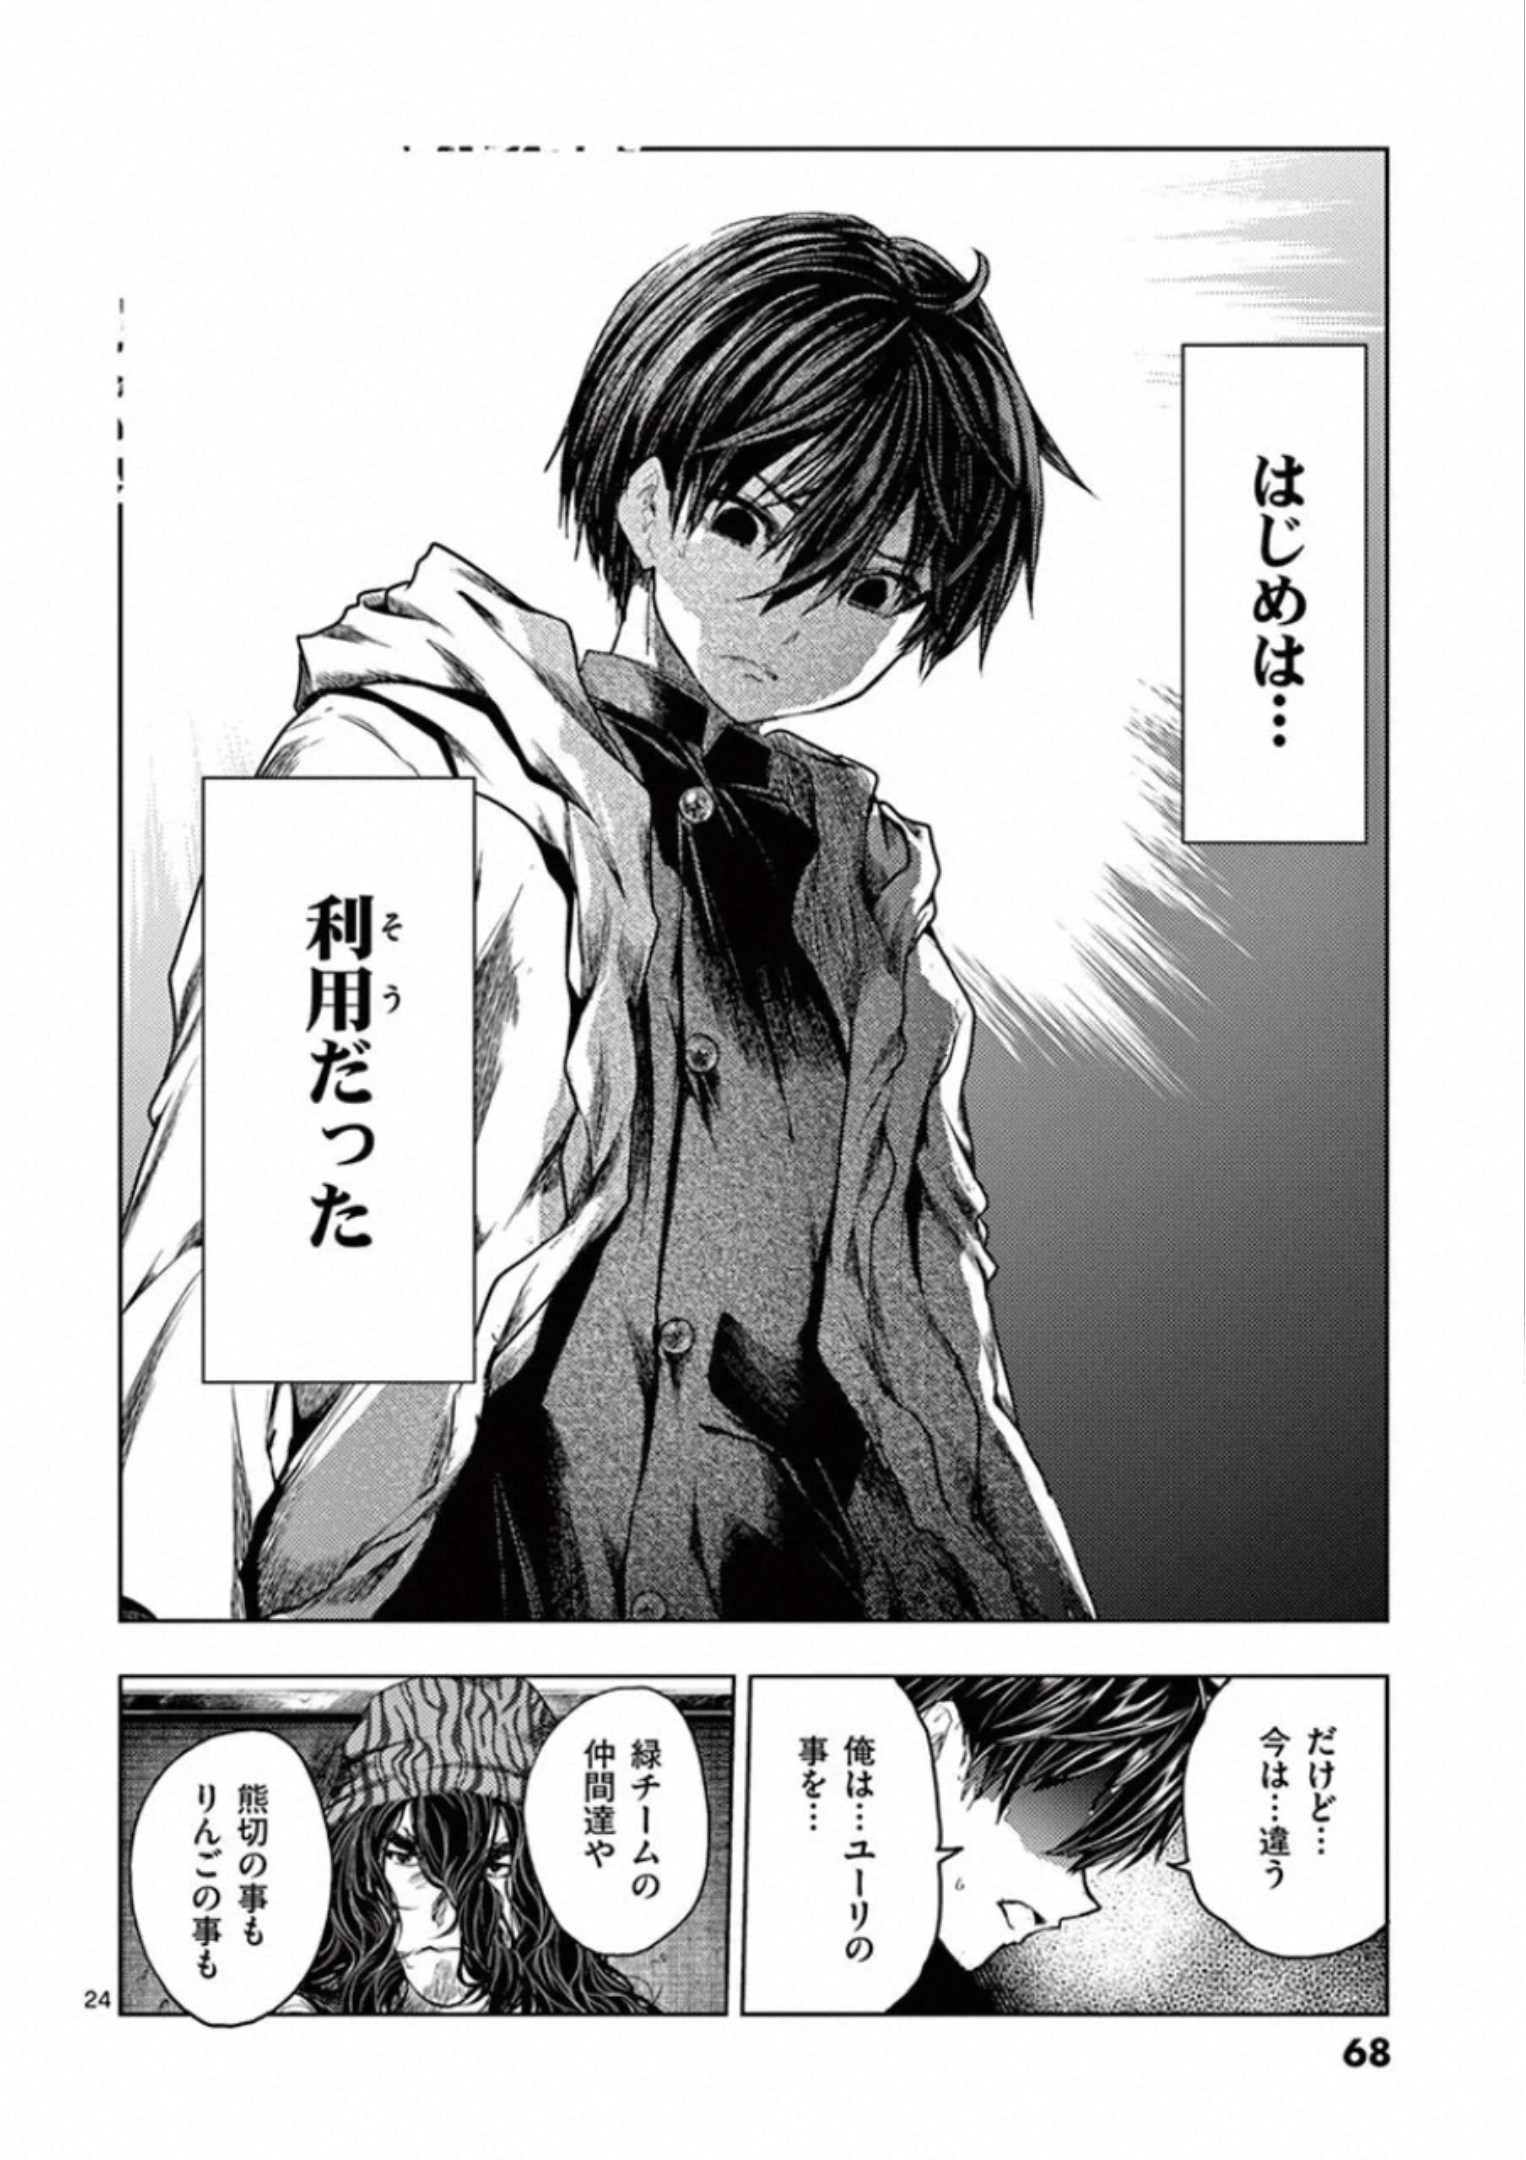 はじめは…
利用だった
そう
だけど…
今は…違う
俺は…ユーリの
事を…
緑チームの
仲間達や
熊切の事も
りんごの事も
24
68